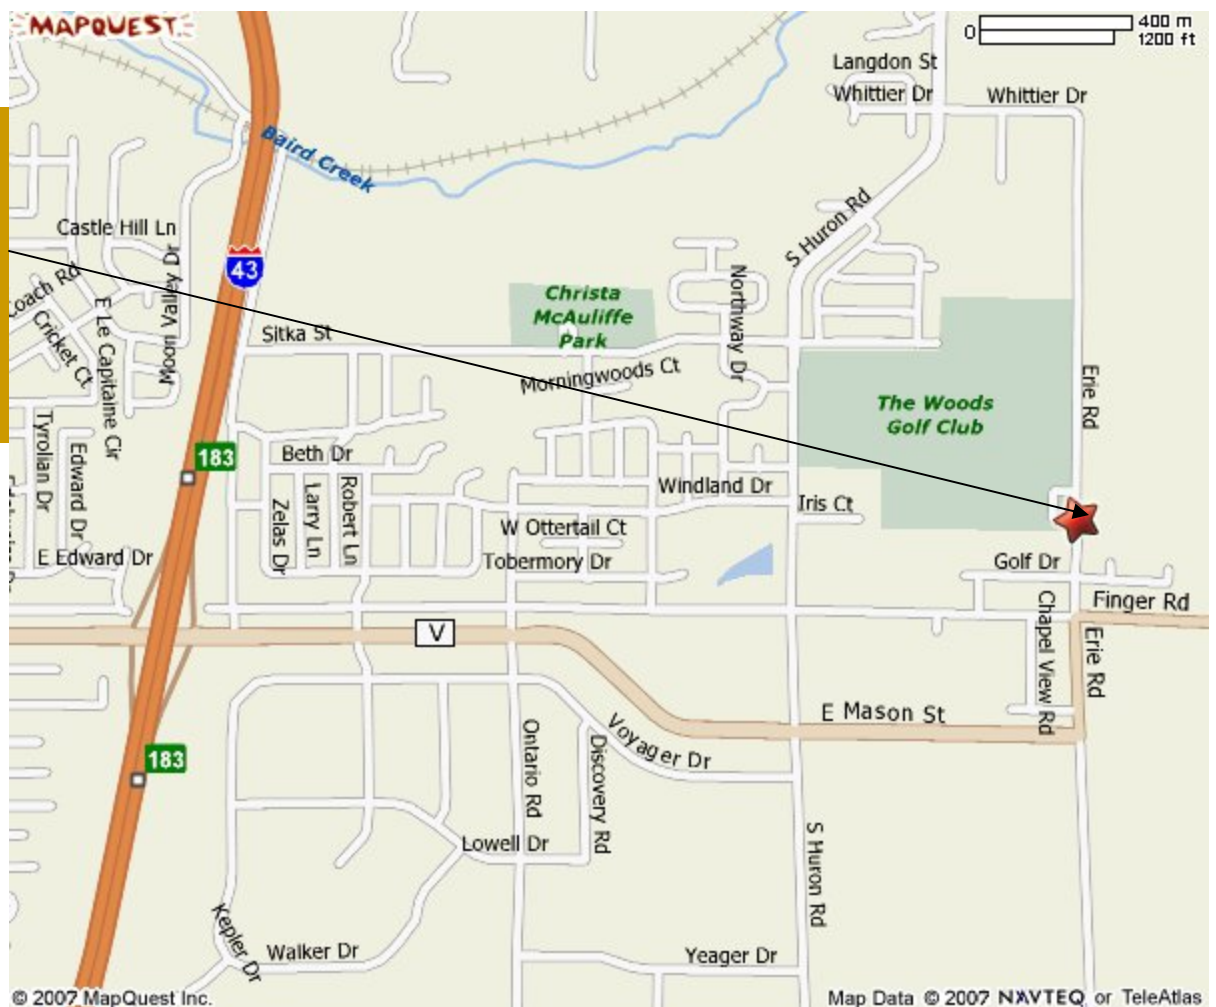 MAPQUEST
0
400 m
1200 ft
Langdon St
Whittier Dr
Whittier Dr
Baird Creek
S Huron Rd
Castle Hill Ln
Moon Valley Dr
43
Coach Rd
Cricket Ct
E Le Capitaine Cir
Christa
McAuliffe
Park
Northway Dr
Sitka St
Morningwoods Ct
Erie Rd
The Woods
Golf Club
Tyrolian Dr
Edward Dr
183
Beth Dr
Zelas Dr
Larry Ln
Robert Ln
Windland Dr
Iris Ct
W Ottertail Ct
E Edward Dr
Tobermory Dr
Golf Dr
Finger Rd
Chapel View Rd
Erie Rd
V
E Mason St
Voyager Dr
Ontario Rd
Discovery Rd
183
Lowell Dr
S Huron Rd
Kepler Dr
Walker Dr
Yeager Dr
© 2007 MapQuest Inc.
Map Data © 2007 NAVTEQ or TeleAtlas